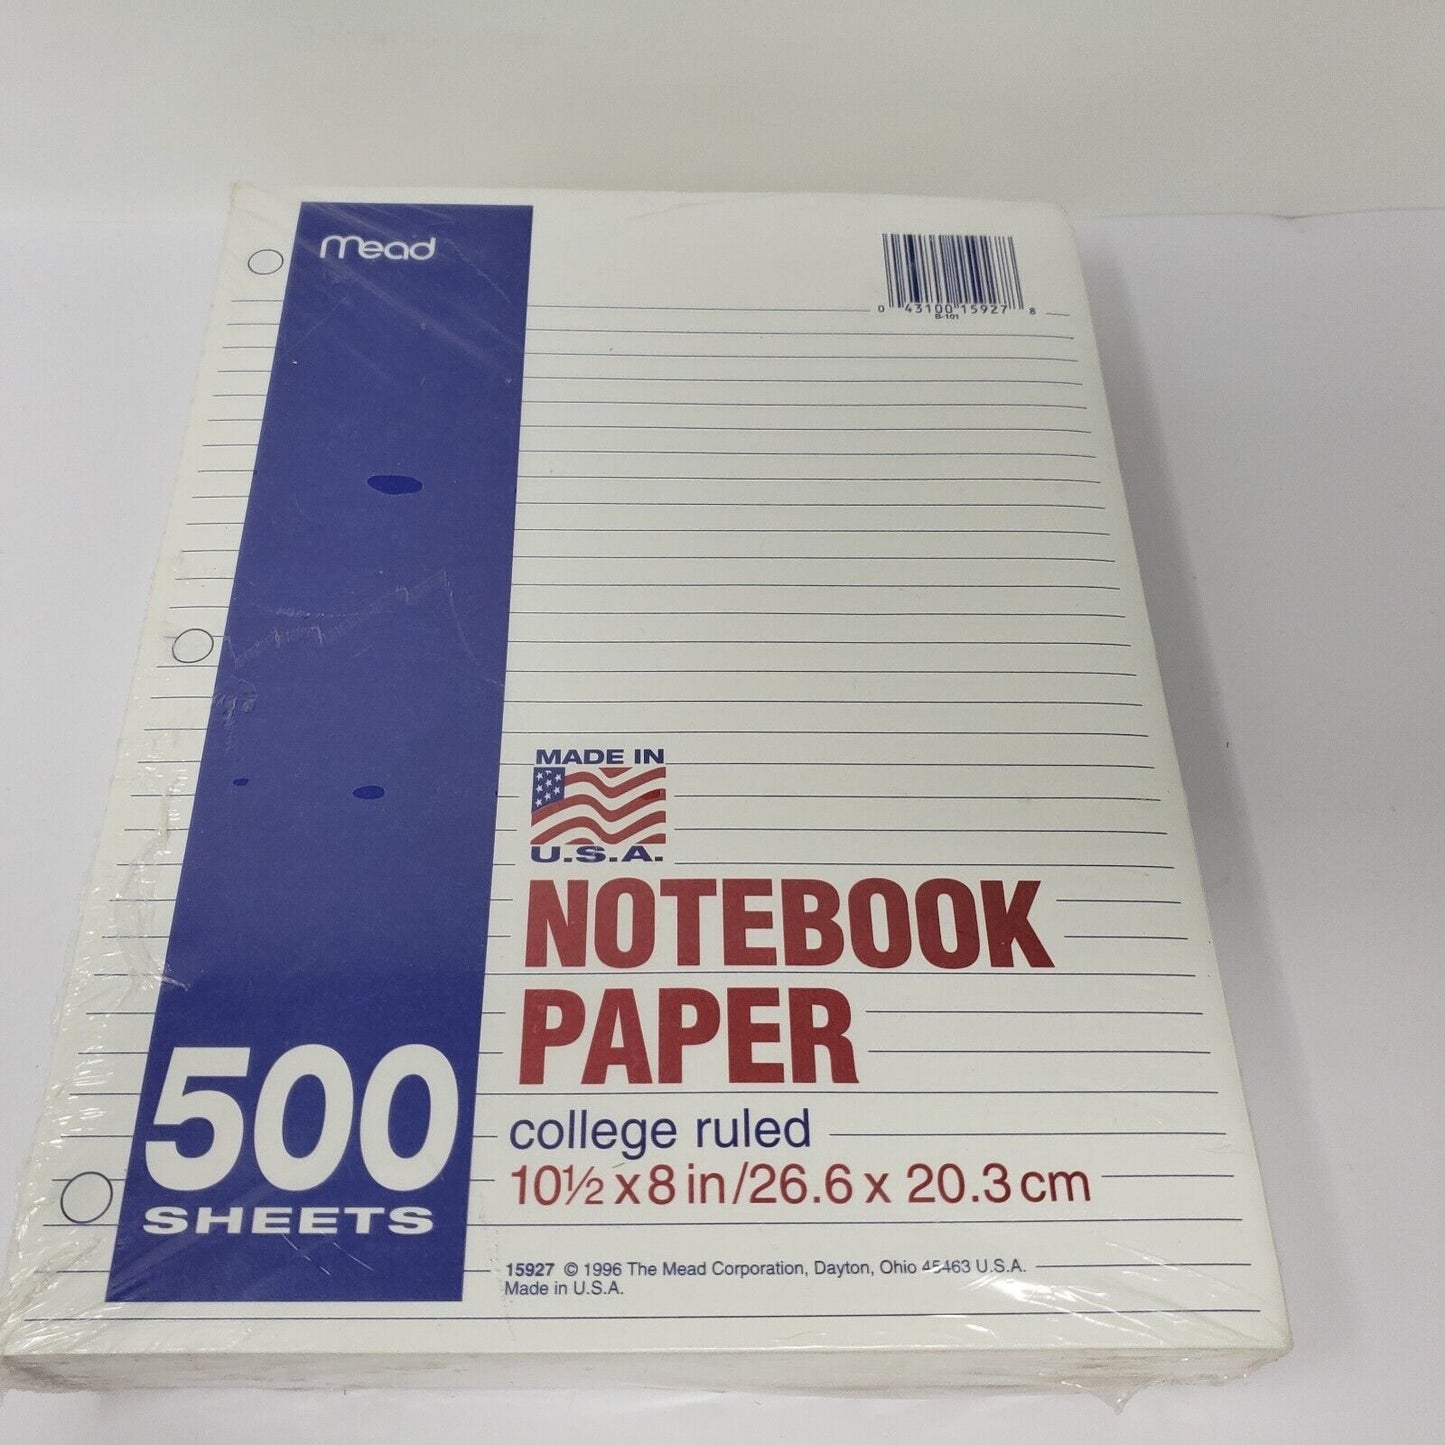 mead
0 43100 15927 8
B-101
MADE IN
U.S.A.
NOTEBOOK
PAPER
college ruled
10½ x 8 in/26.6 x 20.3 cm
500
SHEETS
15927 © 1996 The Mead Corporation, Dayton, Ohio 45463 U.S.A.
Made in U.S.A.